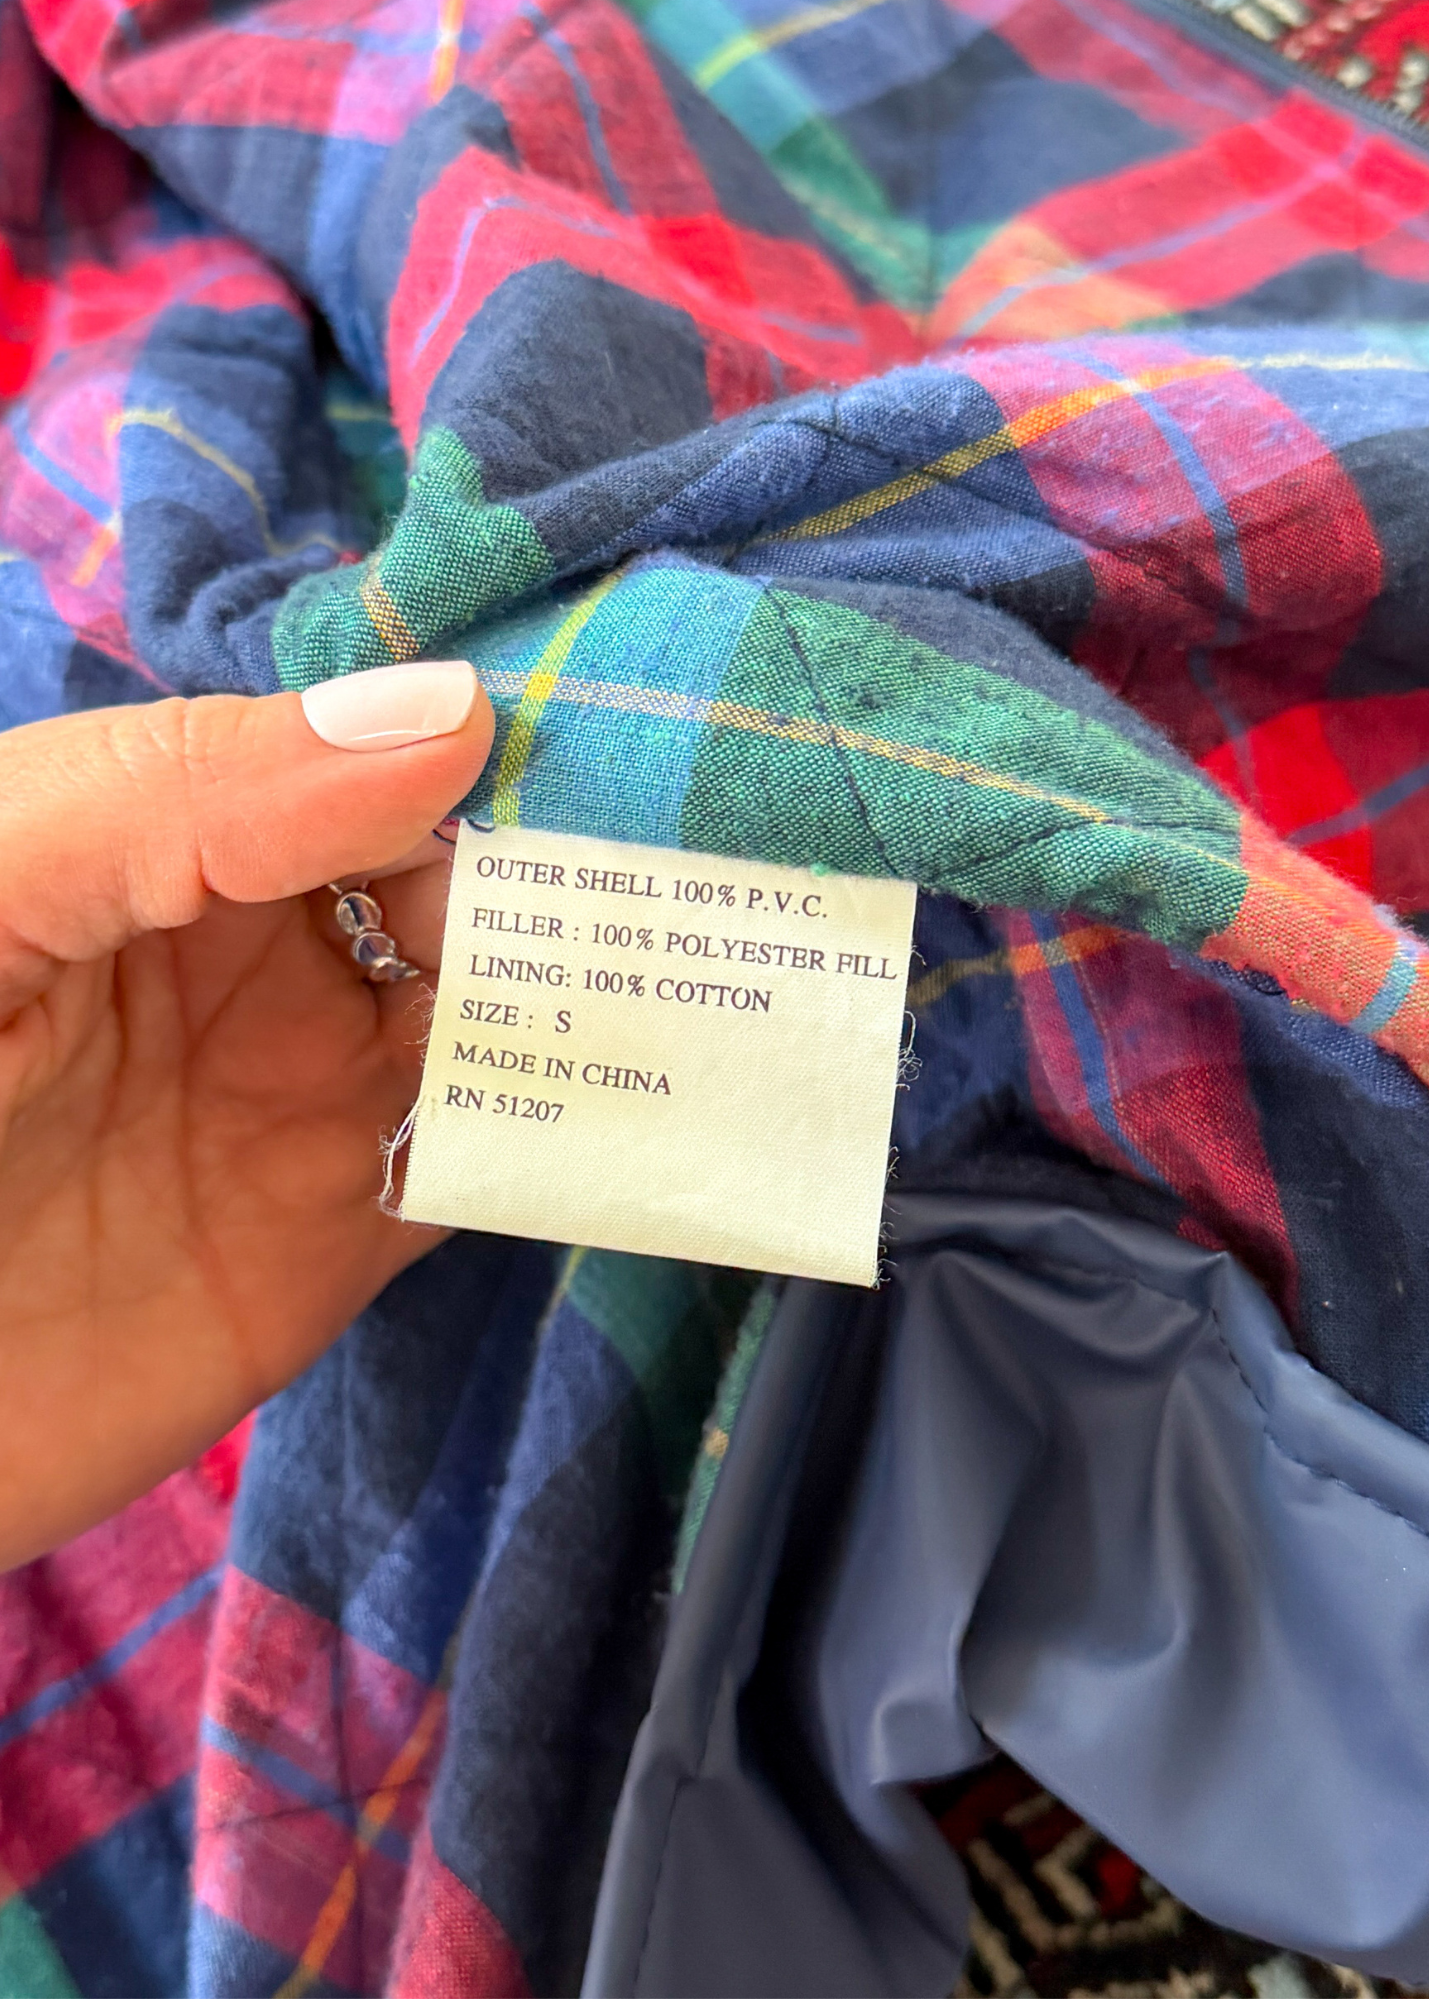 OUTER SHELL 100% P.V.C.
FILLER : 100% POLYESTER FILL
LINING: 100% COTTON
SIZE : S
MADE IN CHINA
RN 51207